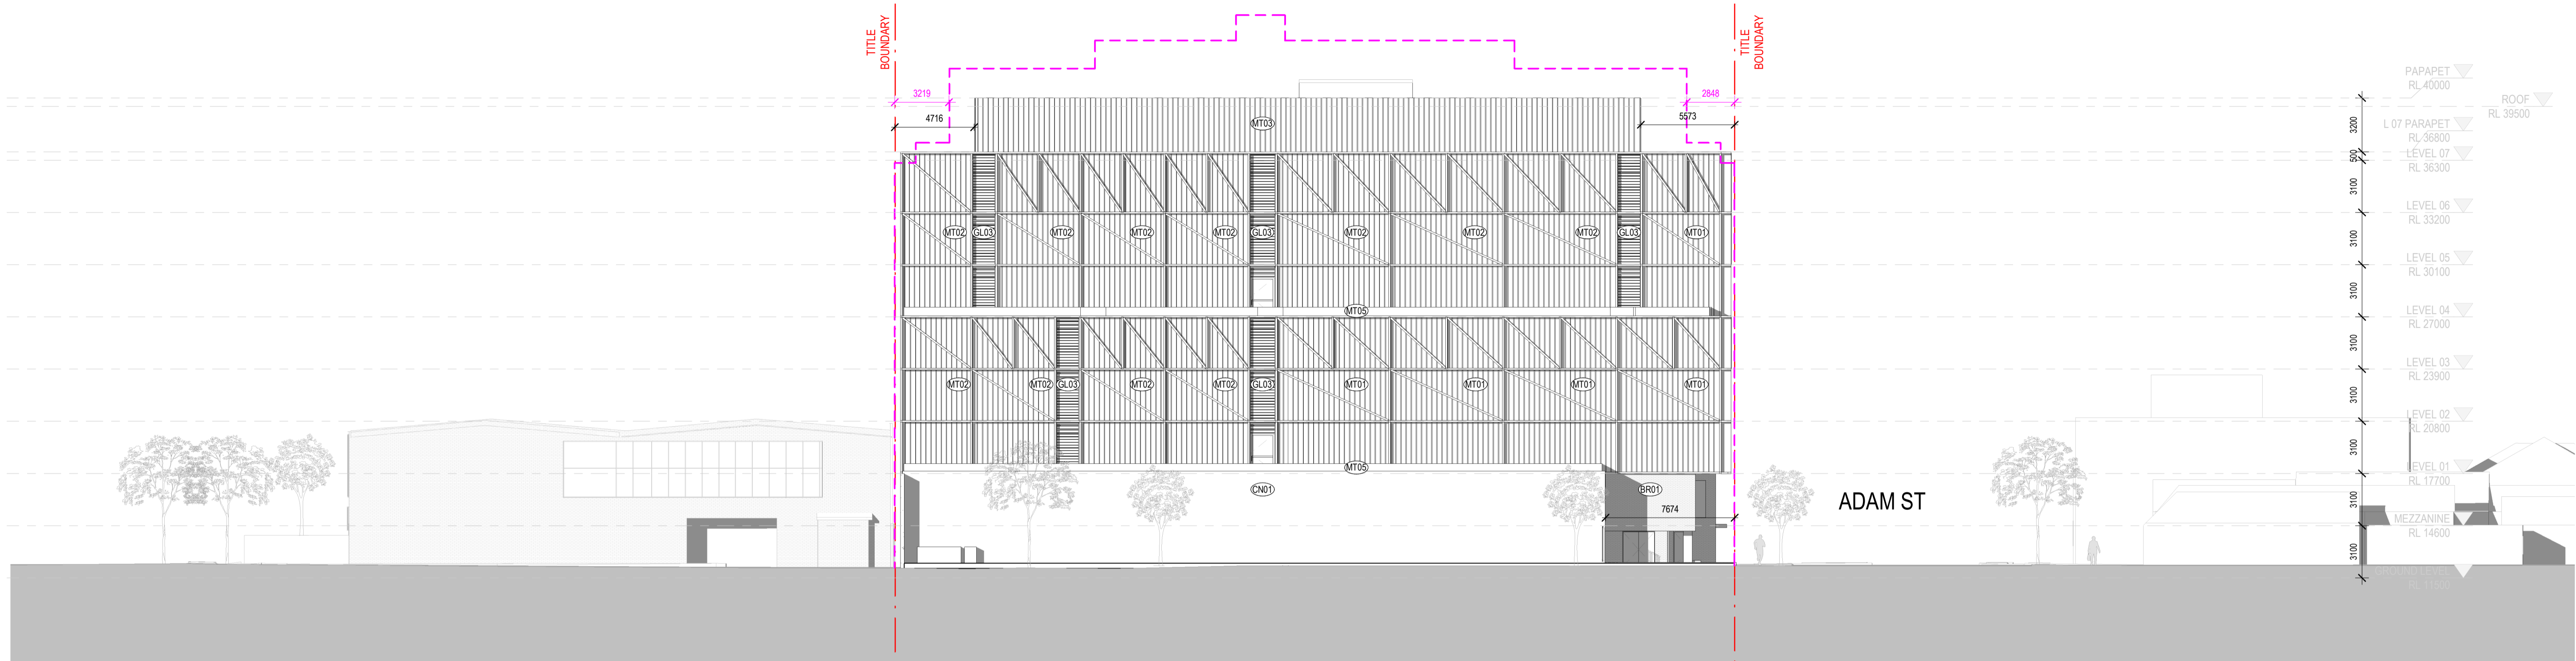 TITLE
BOUNDARY
TITLE
BOUNDARY
PAPAPET
RL 40000
ROOF
RL 39500
3219
2848
4716
5573
MT03
3200
L 07 PARAPET
RL 36800
500
LEVEL 07
RL 36300
3100
LEVEL 06
RL 33200
MT02 GL03 MT02 MT02 MT02 GL03 MT02 MT02 MT02 GL03 MT01
3100
LEVEL 05
RL 30100
3100
MT05
LEVEL 04
RL 27000
3100
LEVEL 03
RL 23900
MT02 MT02 GL03 MT02 MT02 GL03 MT01 MT01 MT01 MT01
3100
LEVEL 02
RL 20800
3100
MT05
LEVEL 01
RL 17700
CN01
BR01
ADAM ST
3100
7674
MEZZANINE
RL 14600
3100
GROUND LEVEL
RL 11500